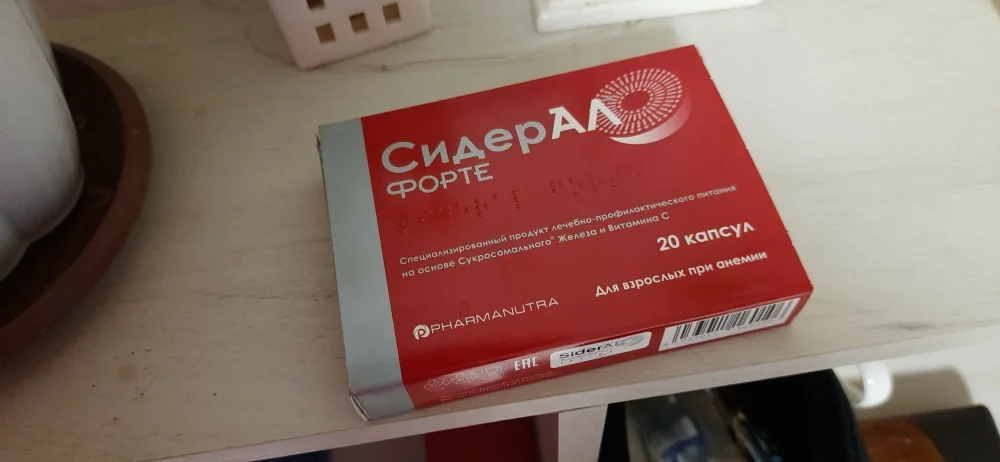 СидерАЛ
ФОРТЕ
Специализированный продукт лечебно-профилактического питания
на основе Сукросомального® Железа и Витамина С
20 капсул
Для взрослых при анемии
PHARMANUTRA
EAC
SiderAL